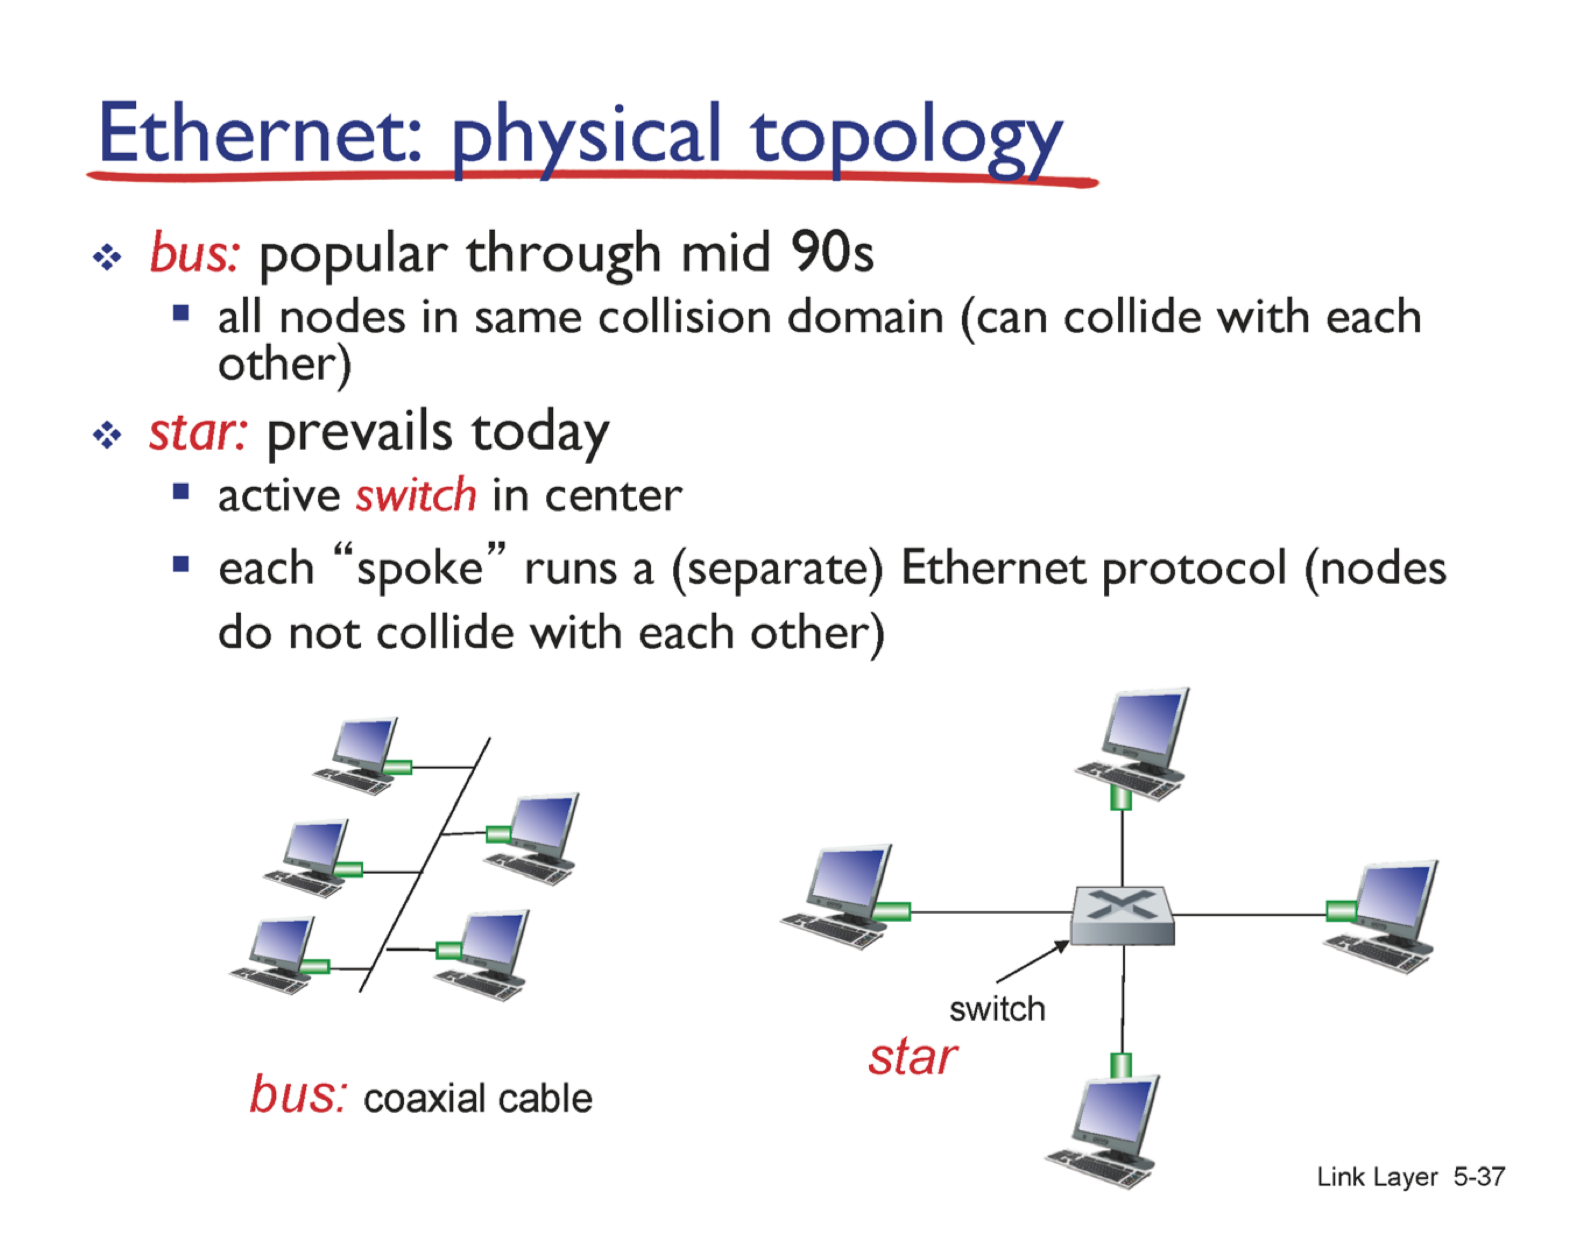 Ethernet: physical topology
❖ bus: popular through mid 90s
▪ all nodes in same collision domain (can collide with each
other)
❖ star: prevails today
▪ active switch in center
▪ each “spoke” runs a (separate) Ethernet protocol (nodes
do not collide with each other)
switch
star
bus: coaxial cable
Link Layer 5-37